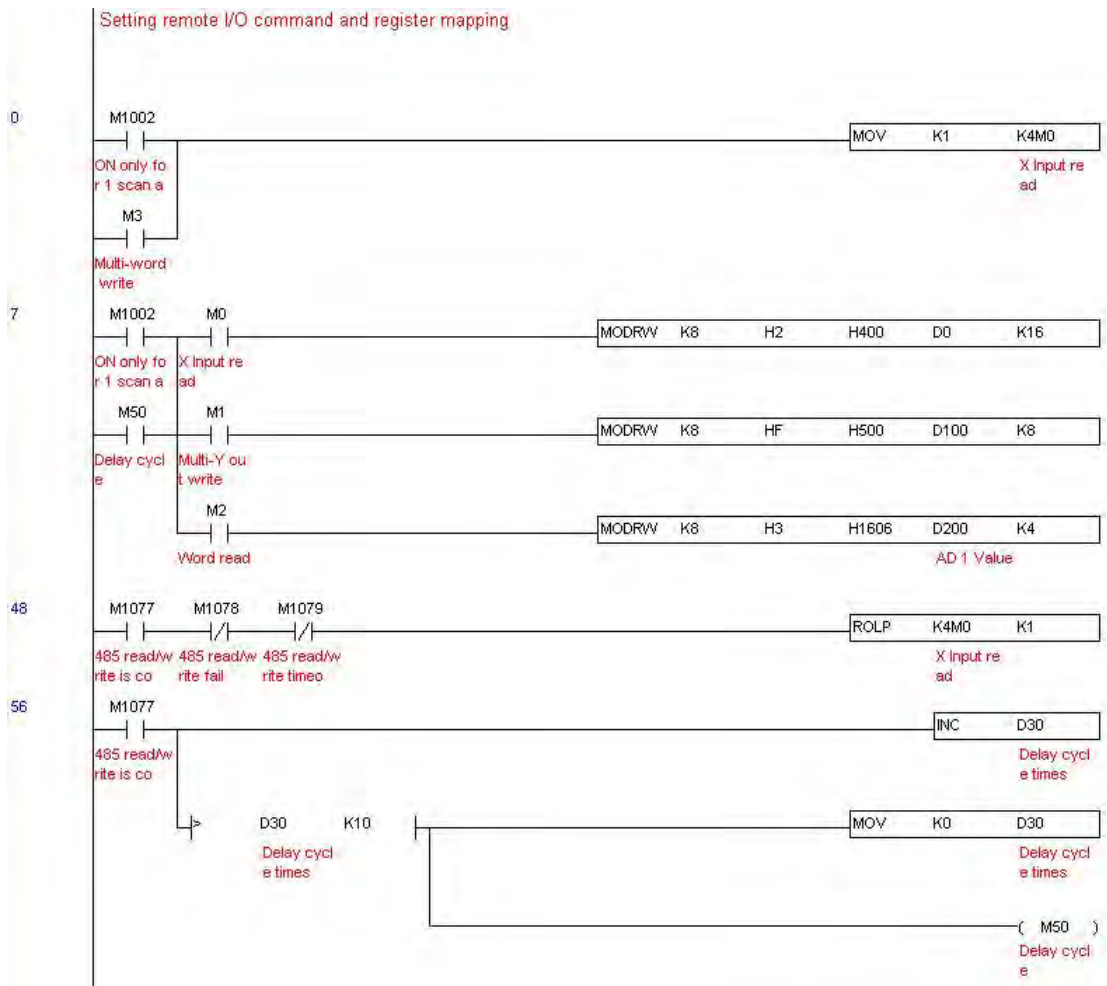 Setting remote I/O command and register mapping
0
M1002
MOV K1 K4M0
ON only fo
r 1 scan a
X Input re
ad
M3
Multi-word
write
7
M1002 M0
MODRW K8 H2 H400 D0 K16
ON only fo X Input re
r 1 scan a ad
M50 M1
MODRW K8 HF H500 D100 K8
Delay cycl Multi-Y ou
e t write
M2
MODRW K8 H3 H1606 D200 K4
Word read AD 1 Value
48
M1077 M1078 M1079
ROLP K4M0 K1
485 read/w 485 read/w 485 read/w X Input re
rite is co rite fail rite timeo ad
56
M1077
INC D30
485 read/w Delay cycl
rite is co e times
> D30 K10 MOV K0 D30
Delay cycl Delay cycl
e times e times
( M50 )
Delay cycl
e